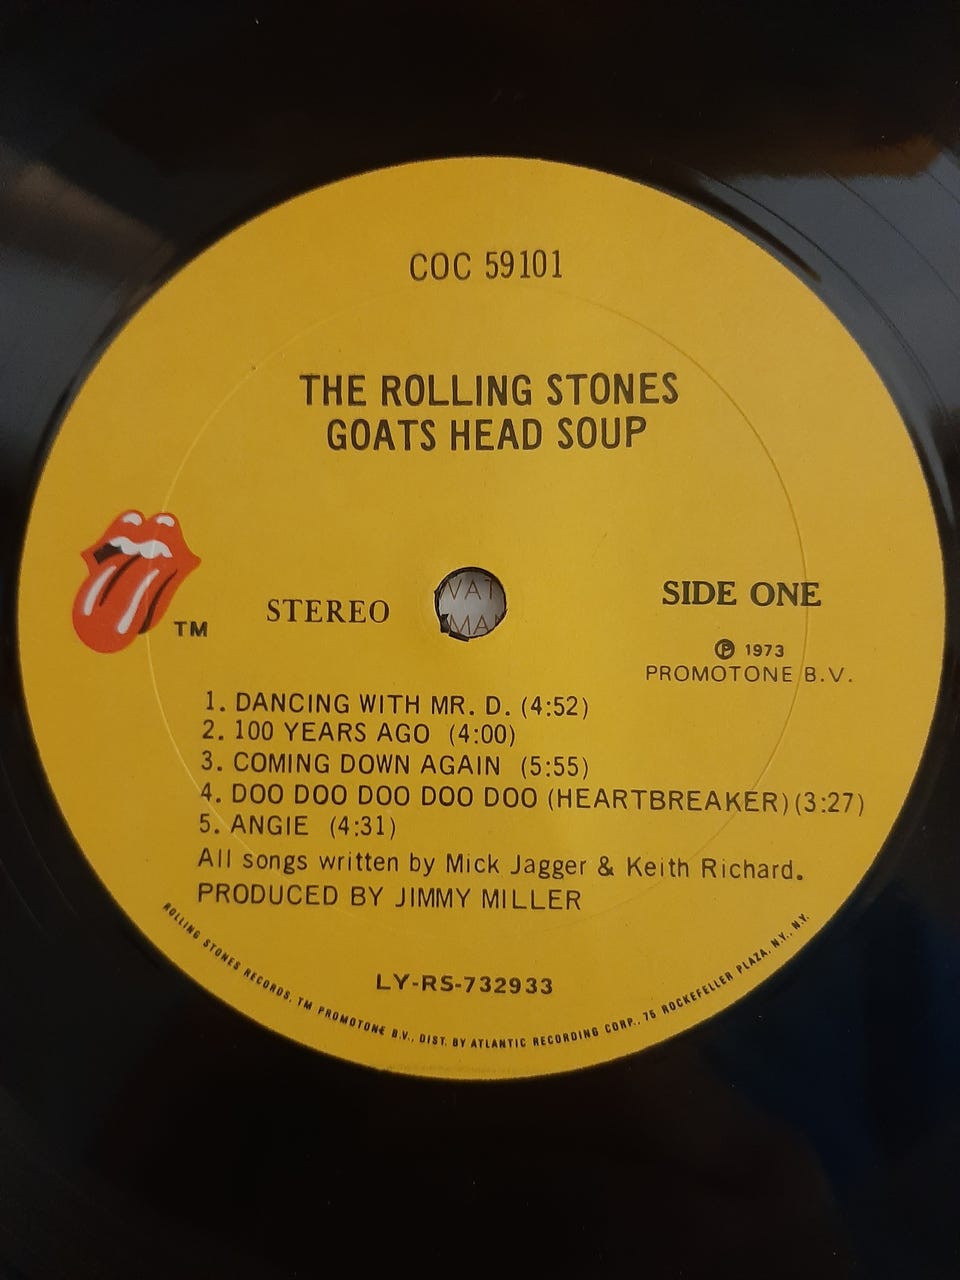 COC 59101
THE ROLLING STONES
GOATS HEAD SOUP
TM
STEREO
VAT
MAN
SIDE ONE
Ⓟ 1973
PROMOTONE B.V.
1. DANCING WITH MR. D. (4:52)
2. 100 YEARS AGO (4:00)
3. COMING DOWN AGAIN (5:55)
4. DOO DOO DOO DOO DOO (HEARTBREAKER) (3:27)
5. ANGIE (4:31)
All songs written by Mick Jagger & Keith Richard.
PRODUCED BY JIMMY MILLER
LY-RS-732933
ROLLING STONES RECORDS, TM PROMOTONE B.V., DIST. BY ATLANTIC RECORDING CORP., 75 ROCKEFELLER PLAZA, N.Y., N.Y.